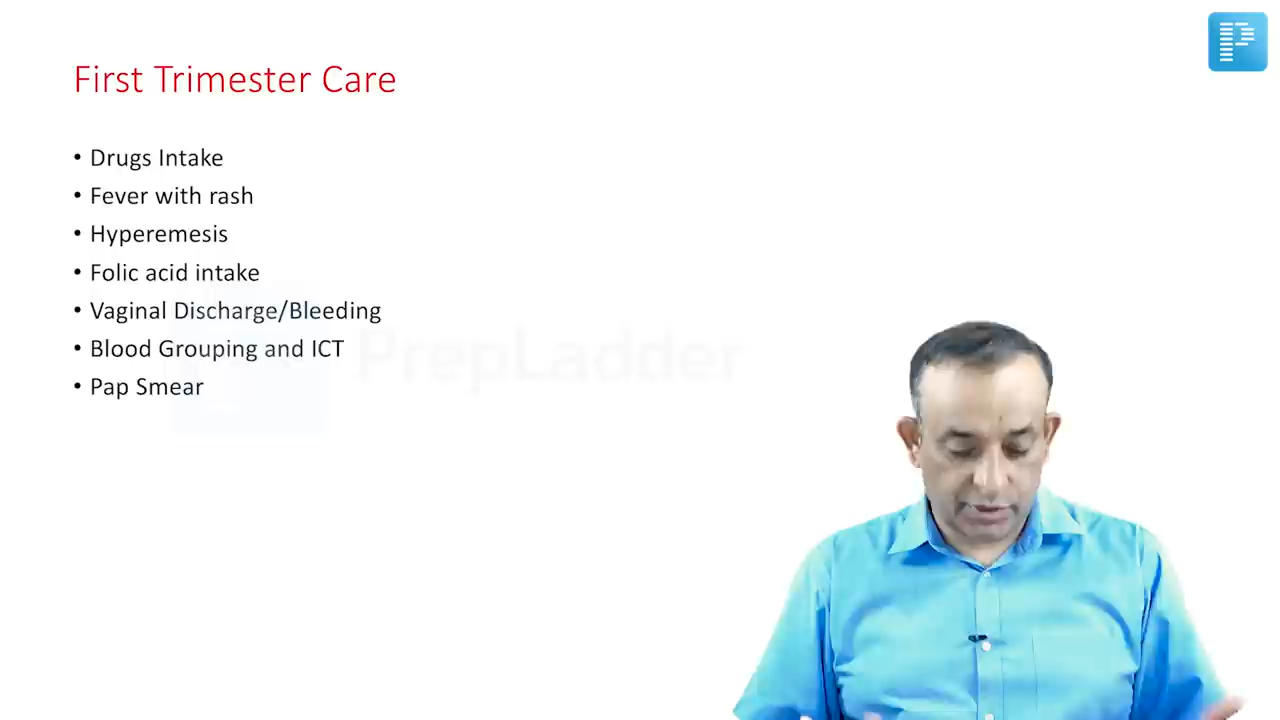 First Trimester Care
• Drugs Intake
• Fever with rash
• Hyperemesis
• Folic acid intake
• Vaginal Discharge/Bleeding
• Blood Grouping and ICT
• Pap Smear
PrepLadder